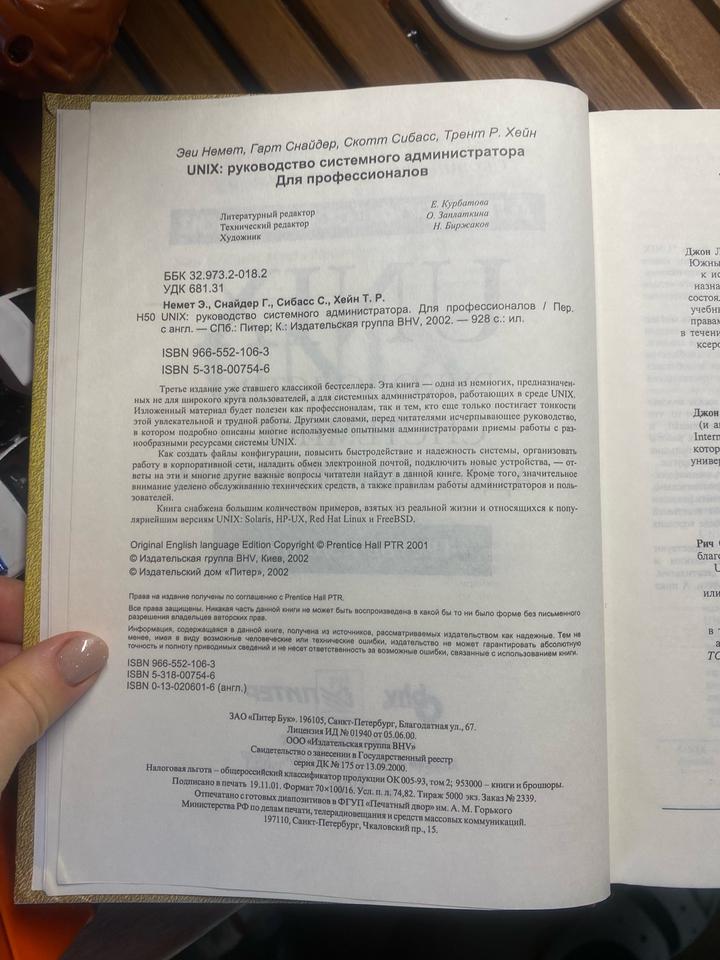 Эви Немет, Гарт Снайдер, Скотт Сибасс, Трент Р. Хейн
UNIX: руководство системного администратора
Для профессионалов
Литературный редактор Е. Курбатова
Технический редактор О. Заплаткина
Художник Н. Биржаков
ББК 32.973.2-018.2
УДК 681.31
Немет Э., Снайдер Г., Сибасс С., Хейн Т. Р.
Н50 UNIX: руководство системного администратора. Для профессионалов / Пер.
с англ. — СПб.: Питер; К.: Издательская группа BHV, 2002. — 928 с.: ил.
ISBN 966-552-106-3
ISBN 5-318-00754-6
Третье издание уже ставшего классикой бестселлера. Эта книга — одна из немногих, предназначен-
ных не для широкого круга пользователей, а для системных администраторов, работающих в среде UNIX.
Изложенный материал будет полезен как профессионалам, так и тем, кто еще только постигает тонкости
этой увлекательной и трудной работы. Другими словами, перед читателями исчерпывающее руководство,
в котором подробно описаны многие используемые опытными администраторами приемы работы с раз-
нообразными ресурсами системы UNIX.
Как создать файлы конфигурации, повысить быстродействие и надежность системы, организовать
работу в корпоративной сети, наладить обмен электронной почтой, подключить новые устройства, — от-
веты на эти и многие другие важные вопросы читатели найдут в данной книге. Кроме того, значительное
внимание уделено обслуживанию технических средств, а также правилам работы администраторов и поль-
зователей.
Книга снабжена большим количеством примеров, взятых из реальной жизни и относящихся к попу-
лярнейшим версиям UNIX: Solaris, HP-UX, Red Hat Linux и FreeBSD.
Original English language Edition Copyright © Prentice Hall PTR 2001
© Издательская группа BHV, Киев, 2002
© Издательский дом «Питер», 2002
Права на издание получены по соглашению с Prentice Hall PTR.
Все права защищены. Никакая часть данной книги не может быть воспроизведена в какой бы то ни было форме без письменного
разрешения владельцев авторских прав.
Информация, содержащаяся в данной книге, получена из источников, рассматриваемых издательством как надежные. Тем не
менее, имея в виду возможные человеческие или технические ошибки, издательство не может гарантировать абсолютную
точность и полноту приводимых сведений и не несет ответственности за возможные ошибки, связанные с использованием книги.
ISBN 966-552-106-3
ISBN 5-318-00754-6
ISBN 0-13-020601-6 (англ.)
ЗАО «Питер Бук». 196105, Санкт-Петербург, Благодатная ул., 67.
Лицензия ИД № 01940 от 05.06.00.
ООО «Издательская группа BHV»
Свидетельство о занесении в Государственный реестр
серия ДК № 175 от 13.09.2000.
Налоговая льгота – общероссийский классификатор продукции ОК 005-93, том 2; 953000 – книги и брошюры.
Подписано в печать 19.11.01. Формат 70×100/16. Усл. п. л. 74,82. Тираж 5000 экз. Заказ № 2339.
Отпечатано с готовых диапозитивов в ФГУП «Печатный двор» им. А. М. Горького
Министерства РФ по делам печати, телерадиовещания и средств массовых коммуникаций.
197110, Санкт-Петербург, Чкаловский пр., 15.
Джон Л
Южны
к ис
назна
состоя
учебны
правам
в течени
ксеро
Джон
(и а
Intern
котор
универ
Рич
благо
U
или
в т
а
ТО